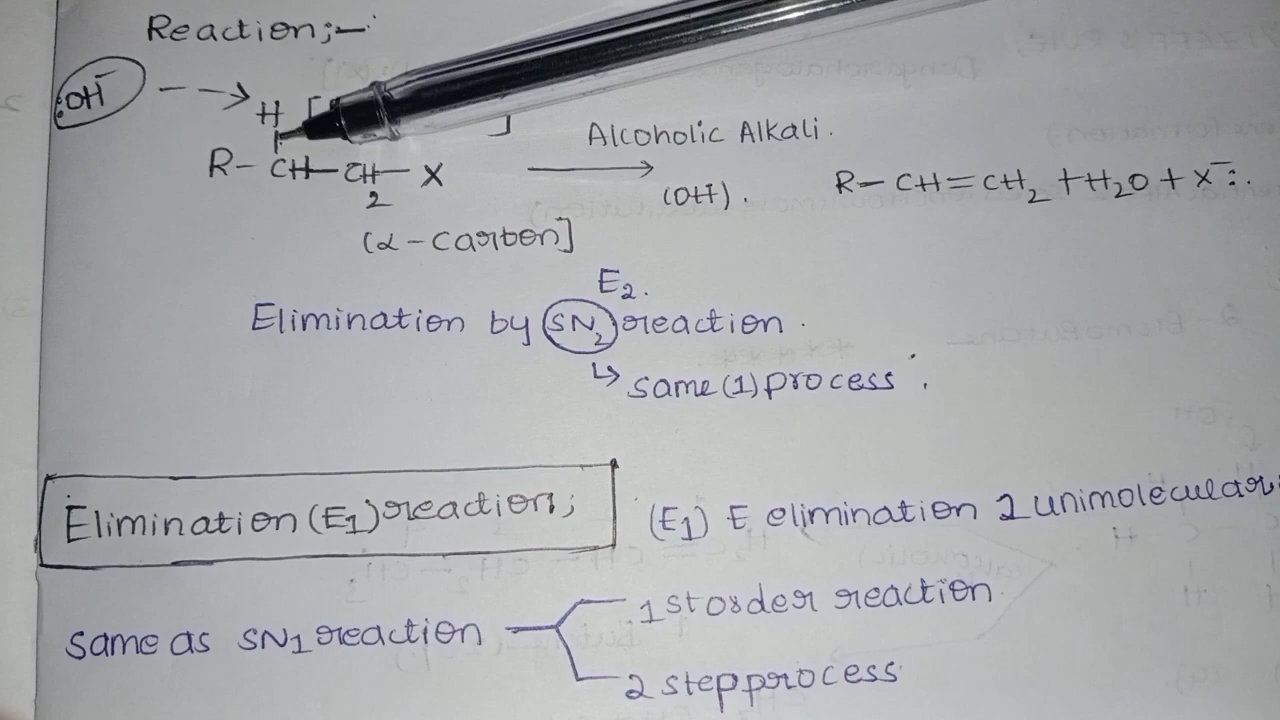 Reaction;-
:OH⁻ --→
H [ ]
R-CH-CH2-X → Alcoholic Alkali. (OH⁻). R-CH=CH2 + H2O + X⁻:.
(α-carbon]
E2.
Elimination by SN2 reaction.
↳ same(1)process.
Elimination (E1) reaction; (E1) E elimination 1 unimolecular
1st order reaction
same as SN1 reaction
2 step process